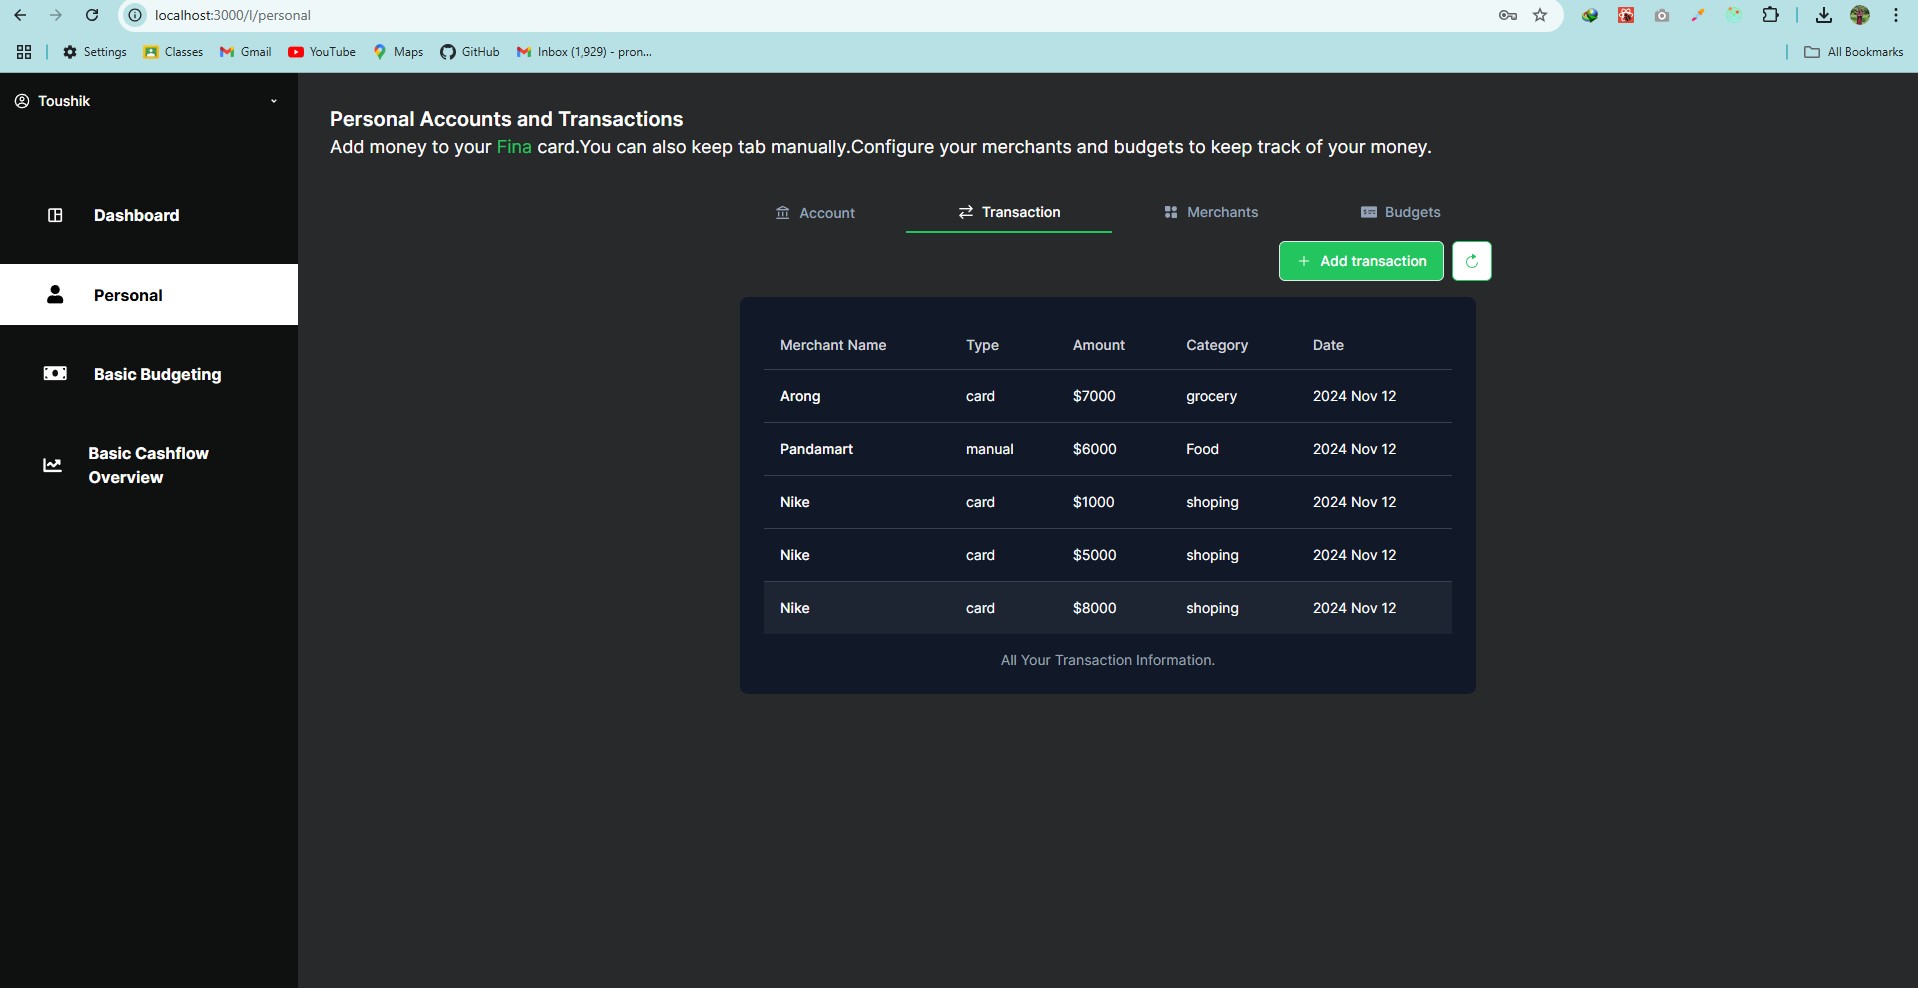 localhost:3000/l/personal
Settings Classes Gmail YouTube Maps GitHub Inbox (1,929) - pron... All Bookmarks
Toushik
Dashboard
Personal
Basic Budgeting
Basic Cashflow
Overview
Personal Accounts and Transactions
Add money to your Fina card.You can also keep tab manually.Configure your merchants and budgets to keep track of your money.
Account Transaction Merchants Budgets
+ Add transaction
Merchant Name Type Amount Category Date
Arong card $7000 grocery 2024 Nov 12
Pandamart manual $6000 Food 2024 Nov 12
Nike card $1000 shoping 2024 Nov 12
Nike card $5000 shoping 2024 Nov 12
Nike card $8000 shoping 2024 Nov 12
All Your Transaction Information.